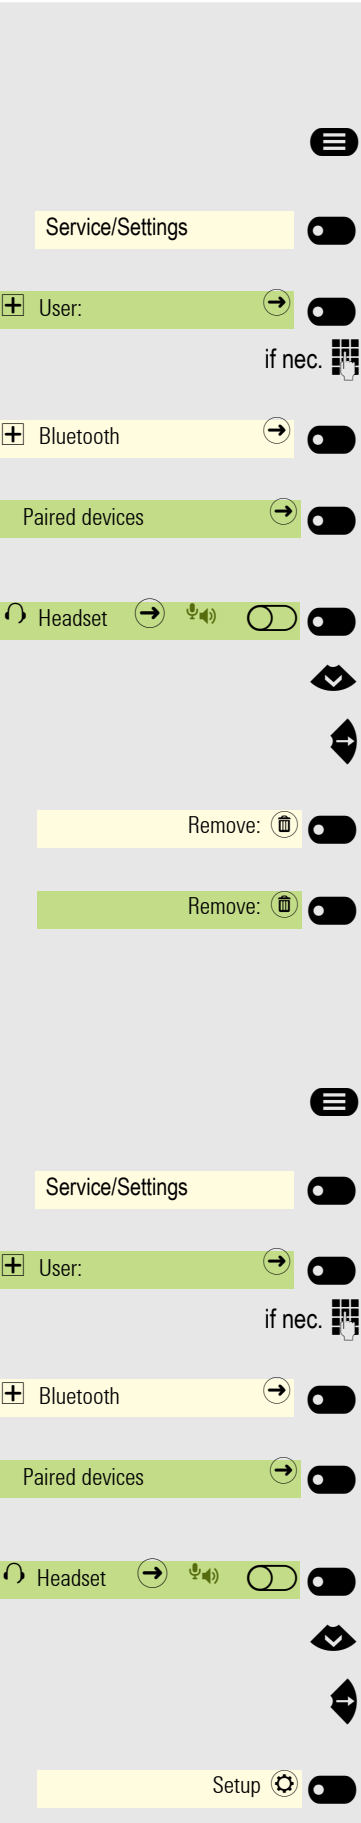 Service/Settings
User:
if nec.
Bluetooth
Paired devices
Headset
Remove:
Remove:
Service/Settings
User:
if nec.
Bluetooth
Paired devices
Headset
Setup